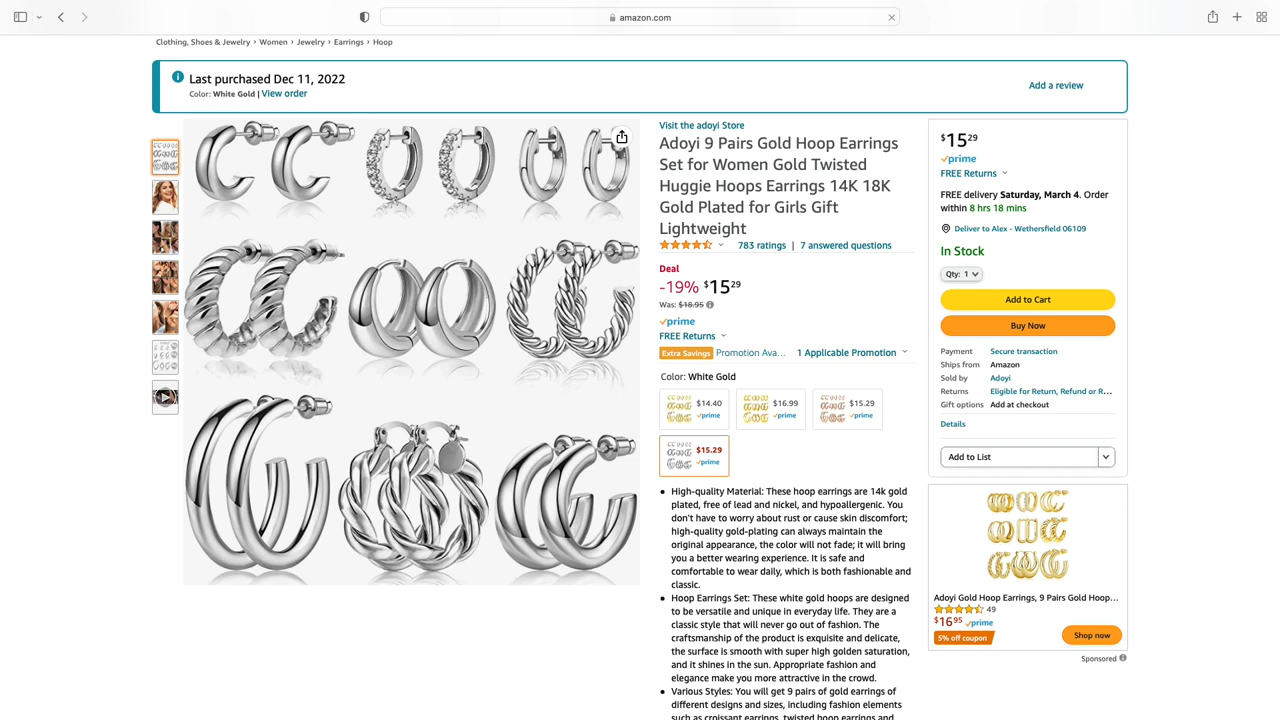 amazon.com
Clothing, Shoes & Jewelry › Women › Jewelry › Earrings › Hoop
Last purchased Dec 11, 2022
Color: White Gold | View order
Add a review
Visit the adoyi Store
Adoyi 9 Pairs Gold Hoop Earrings
Set for Women Gold Twisted
Huggie Hoops Earrings 14K 18K
Gold Plated for Girls Gift
Lightweight
783 ratings | 7 answered questions
Deal
-19% $15 29
Was: $18.95
prime
FREE Returns
Extra Savings Promotion Ava... 1 Applicable Promotion
Color: White Gold
$14.40
prime
$16.99
prime
$15.29
prime
$15.29
prime
High-quality Material: These hoop earrings are 14k gold
plated, free of lead and nickel, and hypoallergenic. You
don't have to worry about rust or cause skin discomfort;
high-quality gold-plating can always maintain the
original appearance, the color will not fade; it will bring
you a better wearing experience. It is safe and
comfortable to wear daily, which is both fashionable and
classic.
Hoop Earrings Set: These white gold hoops are designed
to be versatile and unique in everyday life. They are a
classic style that will never go out of fashion. The
craftsmanship of the product is exquisite and delicate,
the surface is smooth with super high golden saturation,
and it shines in the sun. Appropriate fashion and
elegance make you more attractive in the crowd.
Various Styles: You will get 9 pairs of gold earrings of
different designs and sizes, including fashion elements
such as croissant earrings, twisted hoop earrings and
$15 29
prime
FREE Returns
FREE delivery Saturday, March 4. Order
within 8 hrs 18 mins
Deliver to Alex - Wethersfield 06109
In Stock
Qty: 1
Add to Cart
Buy Now
Payment Secure transaction
Ships from Amazon
Sold by Adoyi
Returns Eligible for Return, Refund or R...
Gift options Add at checkout
Details
Add to List
Adoyi Gold Hoop Earrings, 9 Pairs Gold Hoop...
49
$16 95 prime
5% off coupon
Shop now
Sponsored